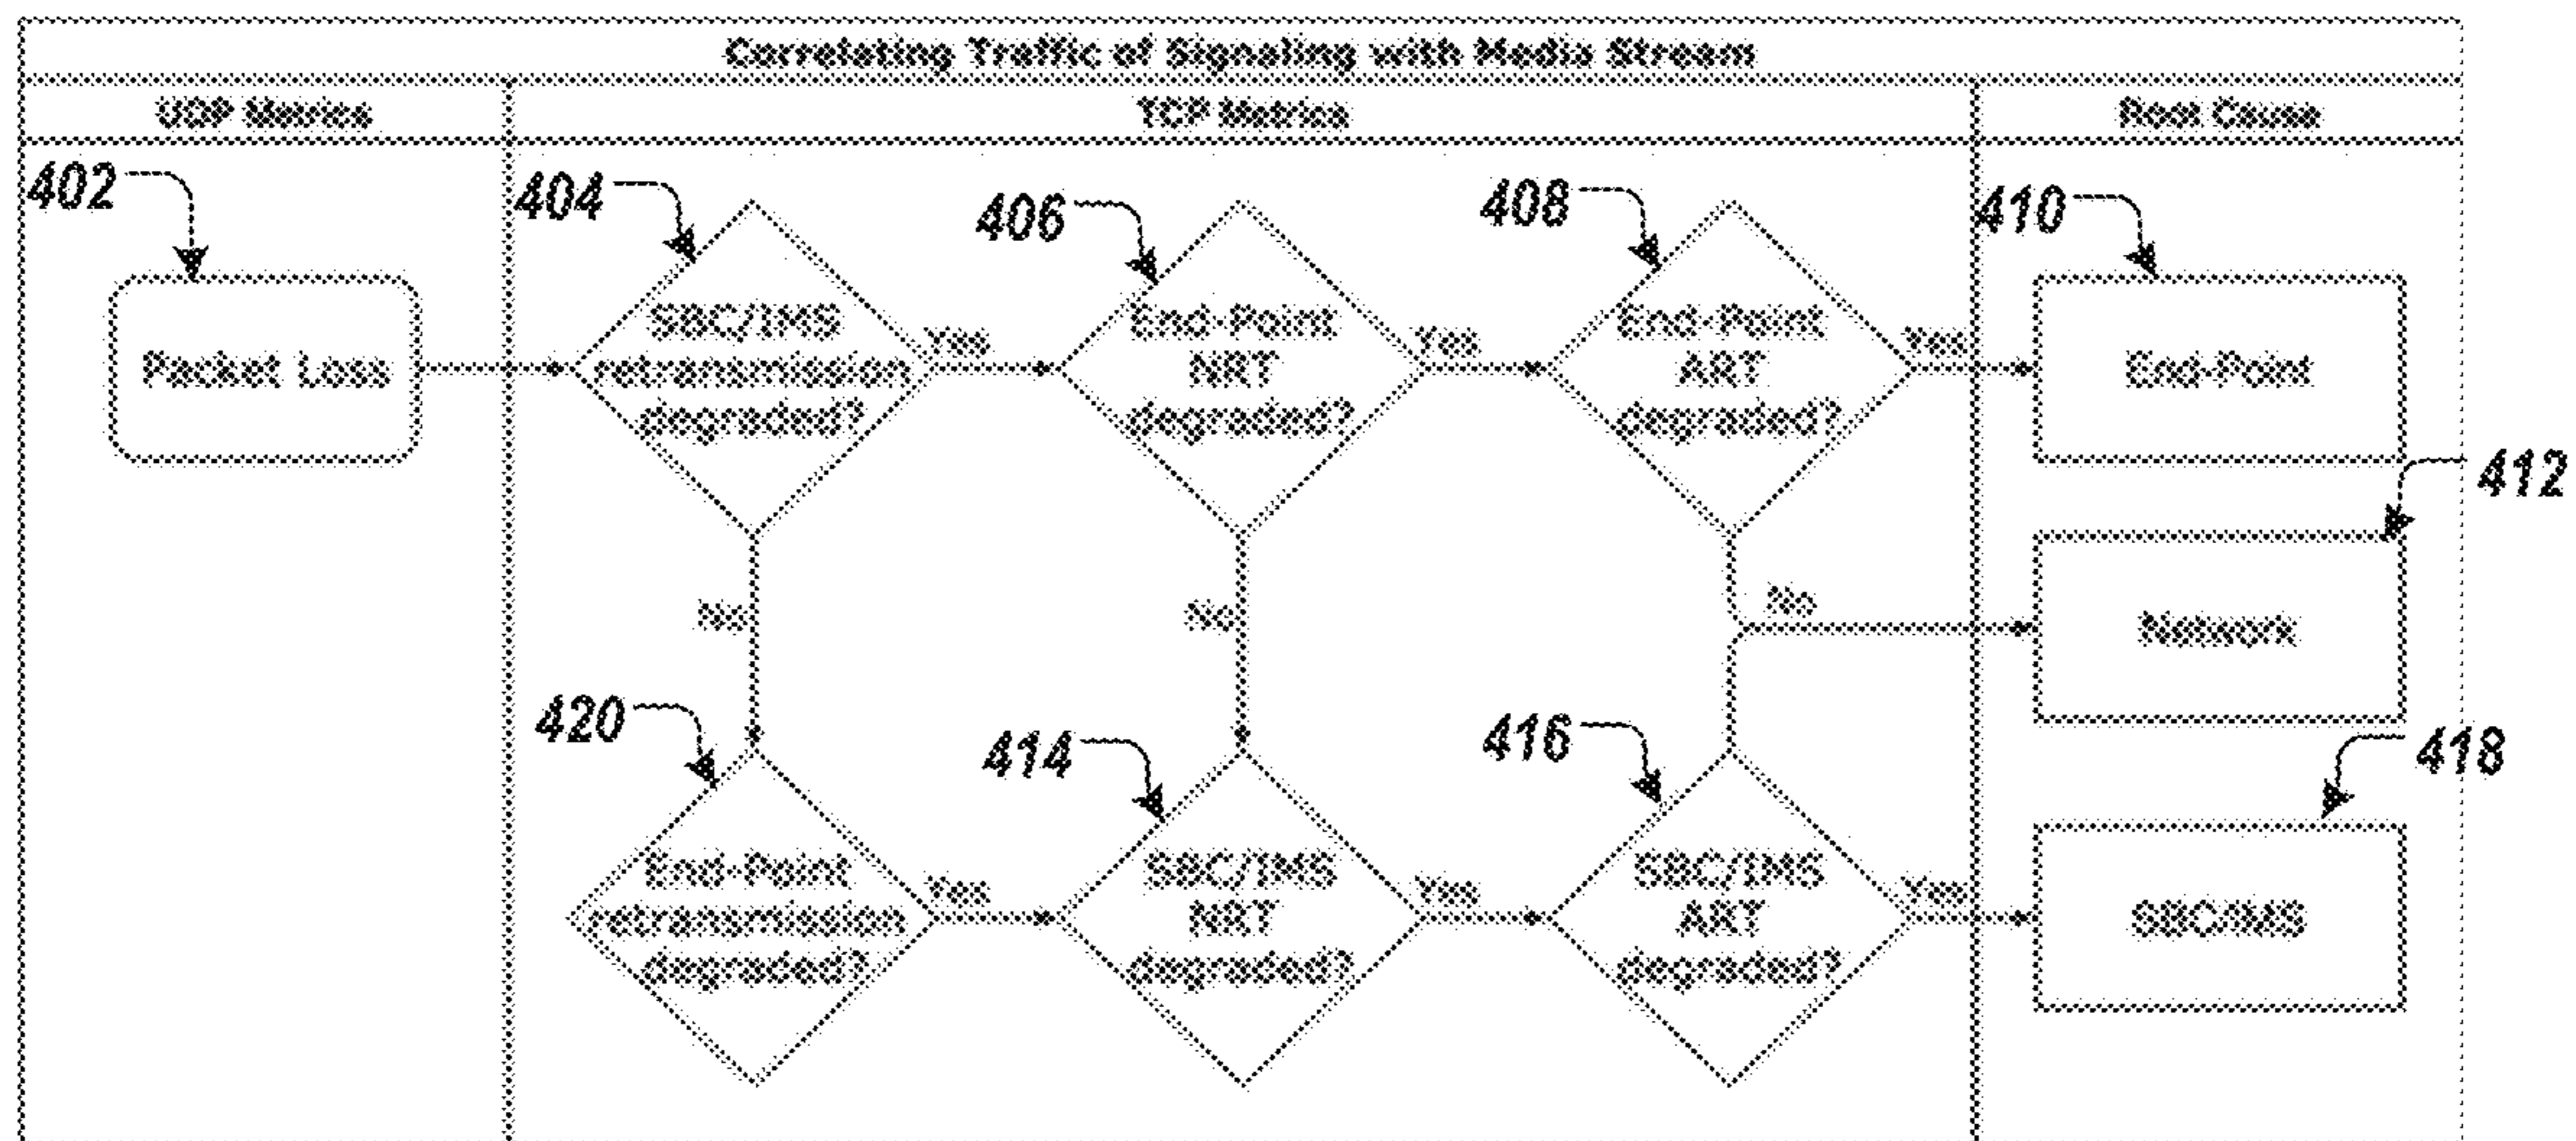 Correlating Traffic of Signaling with Media Stream
UDP Metrics
TCP Metrics
Root Cause
402
404
406
408
410
Packet Loss
SBC/IMS
retransmission
degraded?
Yes
End-Point
NRT
degraded?
Yes
End-Point
ART
degraded?
Yes
End-Point
412
No
No
No
Network
420
414
416
418
End-Point
retransmission
degraded?
Yes
SBC/IMS
NRT
degraded?
Yes
SBC/IMS
ART
degraded?
Yes
SBC/IMS